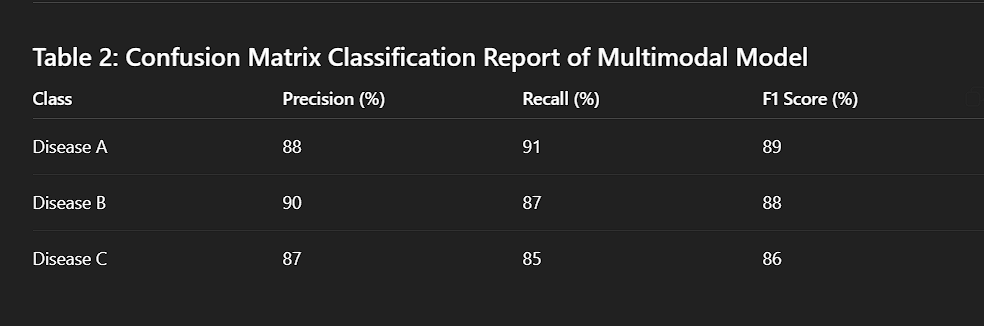 Table 2: Confusion Matrix Classification Report of Multimodal Model
Class Precision (%) Recall (%) F1 Score (%)
Disease A 88 91 89
Disease B 90 87 88
Disease C 87 85 86